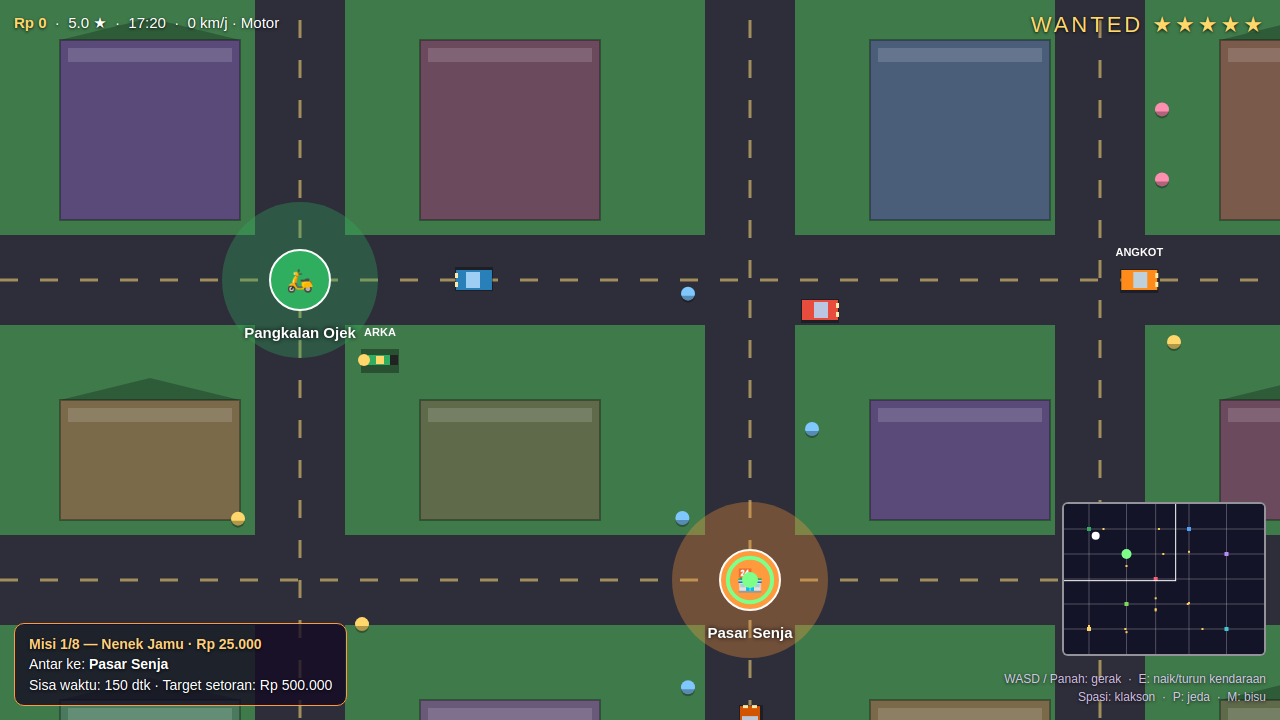 Rp 0 · 5.0 ★ · 17:20 · 0 km/j · Motor
WANTED ★★★★★
ANGKOT
Pangkalan Ojek
ARKA
Pasar Senja
Misi 1/8 — Nenek Jamu · Rp 25.000
Antar ke: Pasar Senja
Sisa waktu: 150 dtk · Target setoran: Rp 500.000
WASD / Panah: gerak · E: naik/turun kendaraan
Spasi: klakson · P: jeda · M: bisu